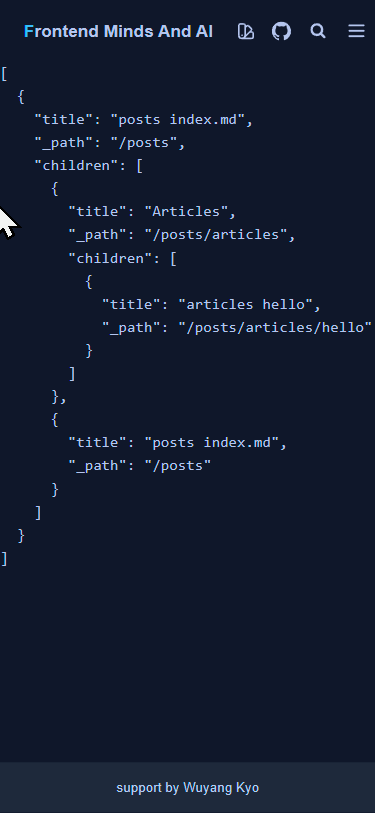 Frontend Minds And AI
[
  {
    "title": "posts index.md",
    "_path": "/posts",
    "children": [
      {
        "title": "Articles",
        "_path": "/posts/articles",
        "children": [
          {
            "title": "articles hello",
            "_path": "/posts/articles/hello"
          }
        ]
      },
      {
        "title": "posts index.md",
        "_path": "/posts"
      }
    ]
  }
]
support by Wuyang Kyo